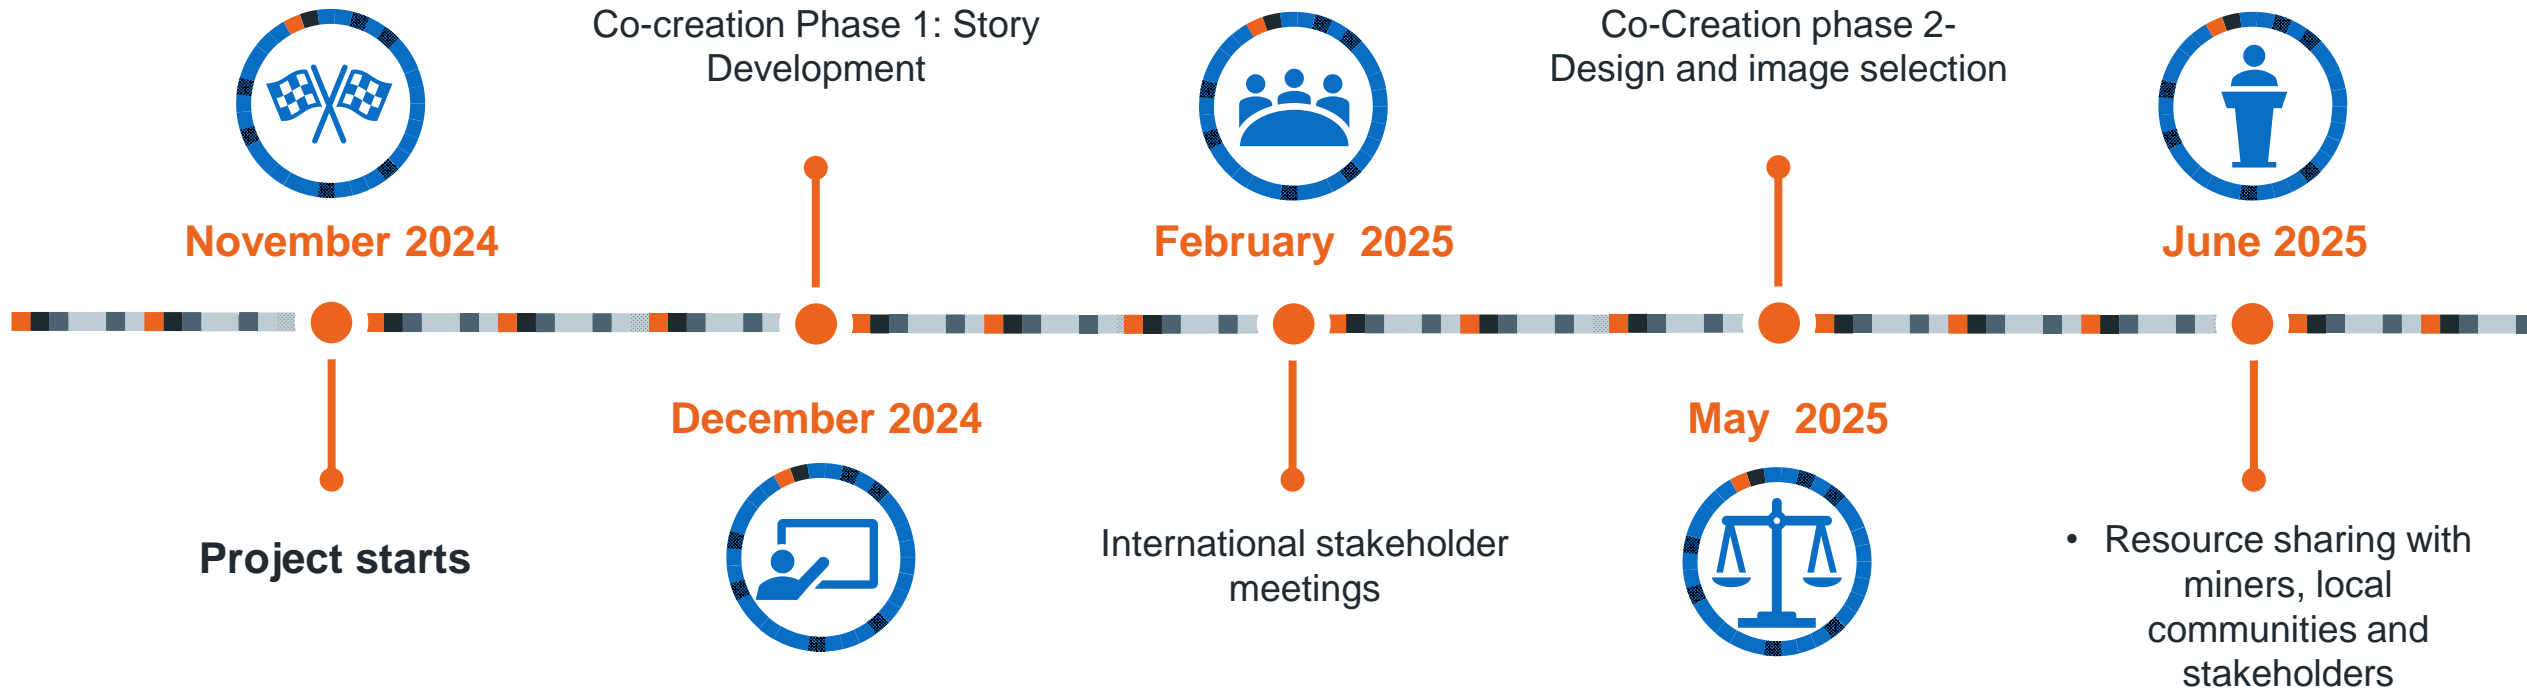 Co-creation Phase 1: Story
Development
Co-Creation phase 2-
Design and image selection
November 2024
February  2025
June 2025
December 2024
May  2025
Project starts
International stakeholder
meetings
• Resource sharing with
miners, local
communities and
stakeholders